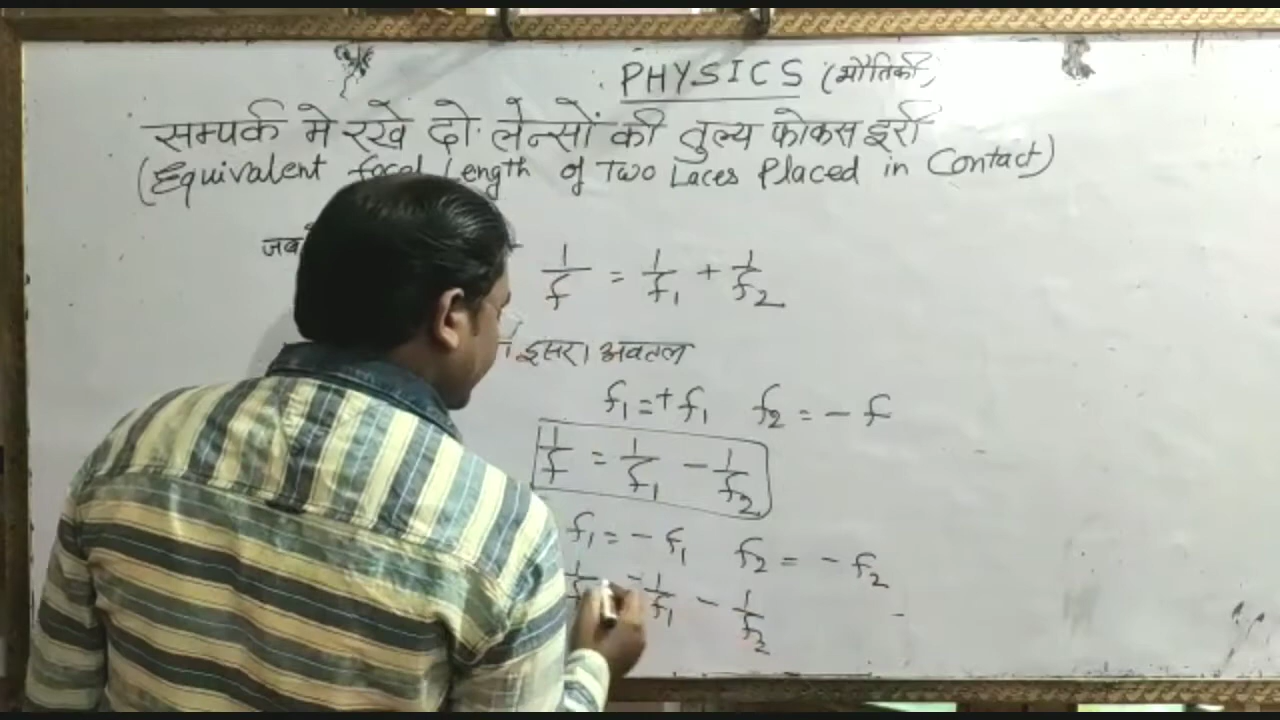 PHYSICS (भौतिकी)
सम्पर्क मे रखे दो लेन्सों की तुल्य फोकस दूरी
(Equivalent focal Length of Two Laces Placed in Contact)
जब
1/f = 1/f₁ + 1/f₂
दूसरा अवतल
f₁ = + f₁ f₂ = - f
1/f = 1/f₁ - 1/f₂
f₁ = - f₁ f₂ = - f₂
1/f = - 1/f₁ - 1/f₂